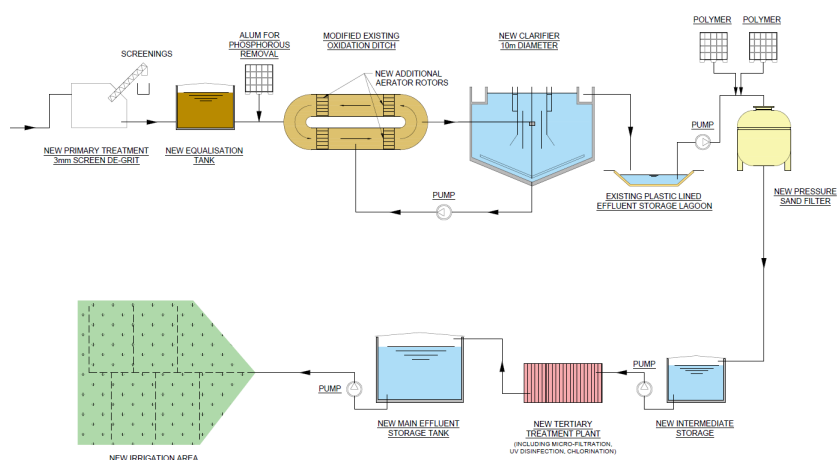 POLYMER
POLYMER
ALUM FOR
PHOSPHOROUS
REMOVAL
MODIFIED EXISTING
OXIDATION DITCH
NEW CLARIFIER
10m DIAMETER
SCREENINGS
NEW ADDITIONAL
AERATOR ROTORS
PUMP
NEW PRIMARY TREATMENT
3mm SCREEN DE-GRIT
NEW EQUALISATION
TANK
PUMP
EXISTING PLASTIC LINED
EFFLUENT STORAGE LAGOON
NEW PRESSURE
SAND FILTER
PUMP
PUMP
NEW MAIN EFFLUENT
STORAGE TANK
NEW TERTIARY
TREATMENT PLANT
(INCLUDING MICRO-FILTRATION,
UV DISINFECTION, CHLORINATION)
NEW INTERMEDIATE
STORAGE
NEW IRRIGATION AREA